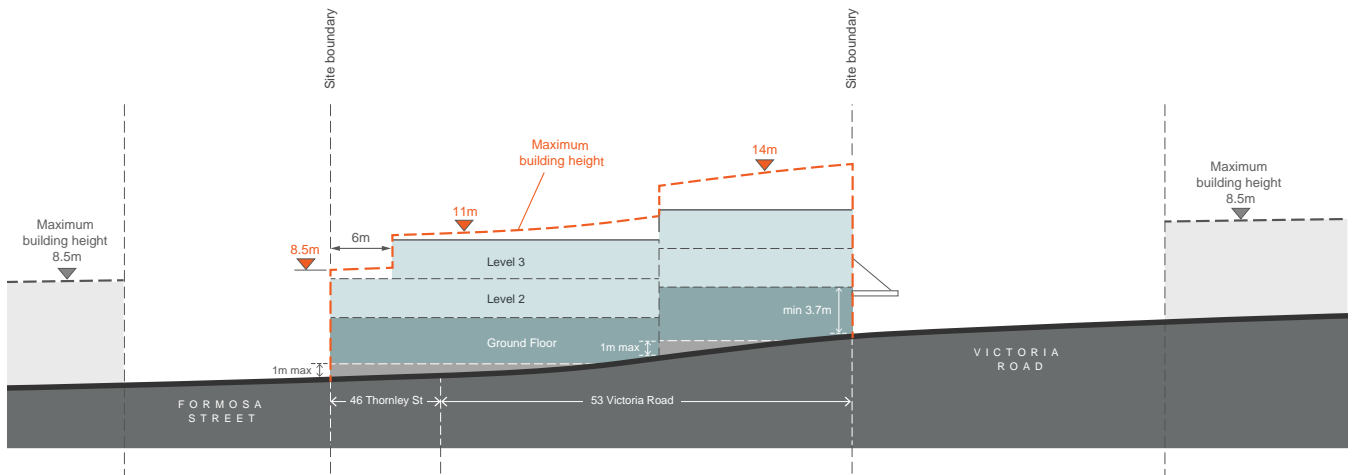 Site boundary
Site boundary
Maximum
building height
14m
Maximum
building height
8.5m
11m
Maximum
building height
8.5m
6m
8.5m
Level 3
Level 2
min 3.7m
Ground Floor
1m max
1m max
VICTORIA
ROAD
46 Thornley St
53 Victoria Road
FORMOSA
STREET